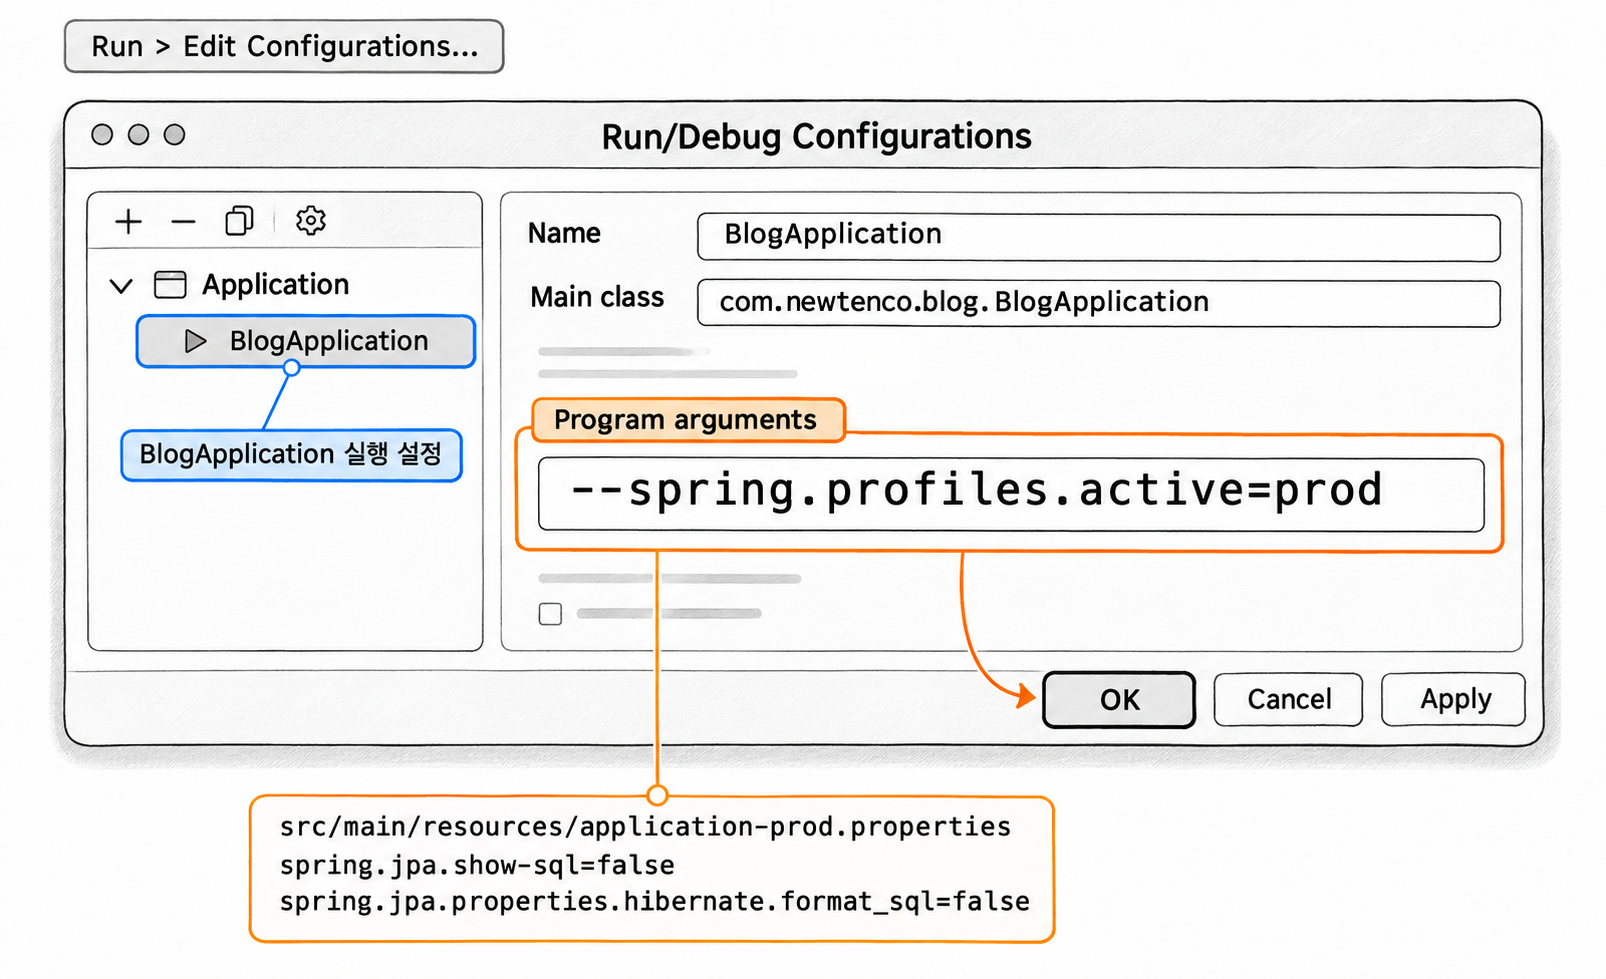 Run > Edit Configurations...
Run/Debug Configurations
Application
BlogApplication
BlogApplication 실행 설정
Name
BlogApplication
Main class
com.newtenco.blog.BlogApplication
Program arguments
--spring.profiles.active=prod
OK
Cancel
Apply
src/main/resources/application-prod.properties
spring.jpa.show-sql=false
spring.jpa.properties.hibernate.format_sql=false